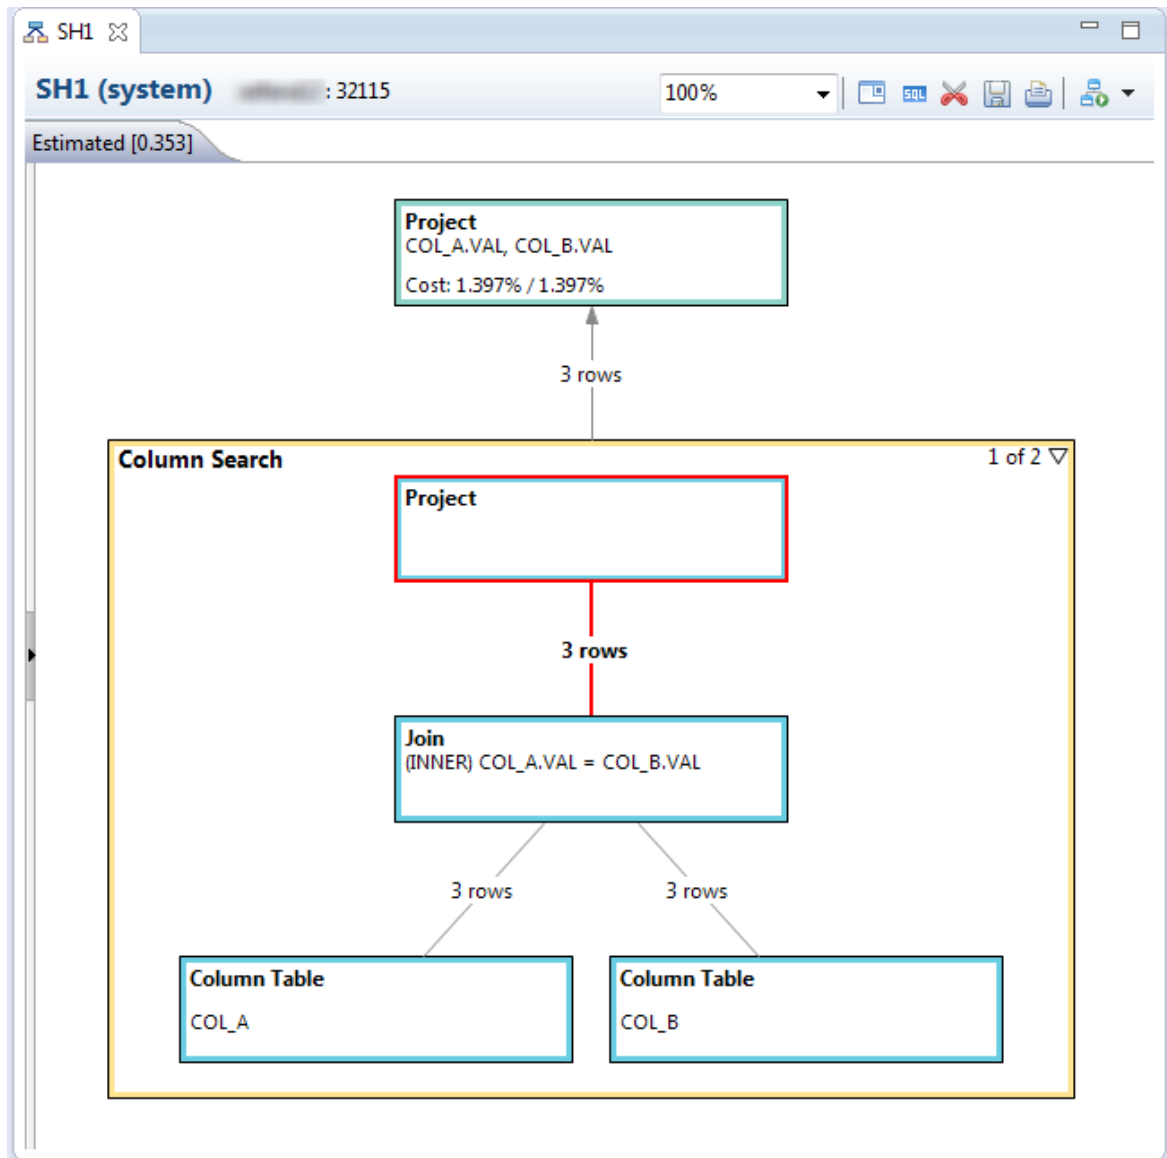 SH1
SH1 (system) : 32115
100%
SQL
Estimated [0.353]
Project
COL_A.VAL, COL_B.VAL
Cost: 1.397% / 1.397%
3 rows
Column Search
1 of 2
Project
3 rows
Join
(INNER) COL_A.VAL = COL_B.VAL
3 rows
3 rows
Column Table
COL_A
Column Table
COL_B